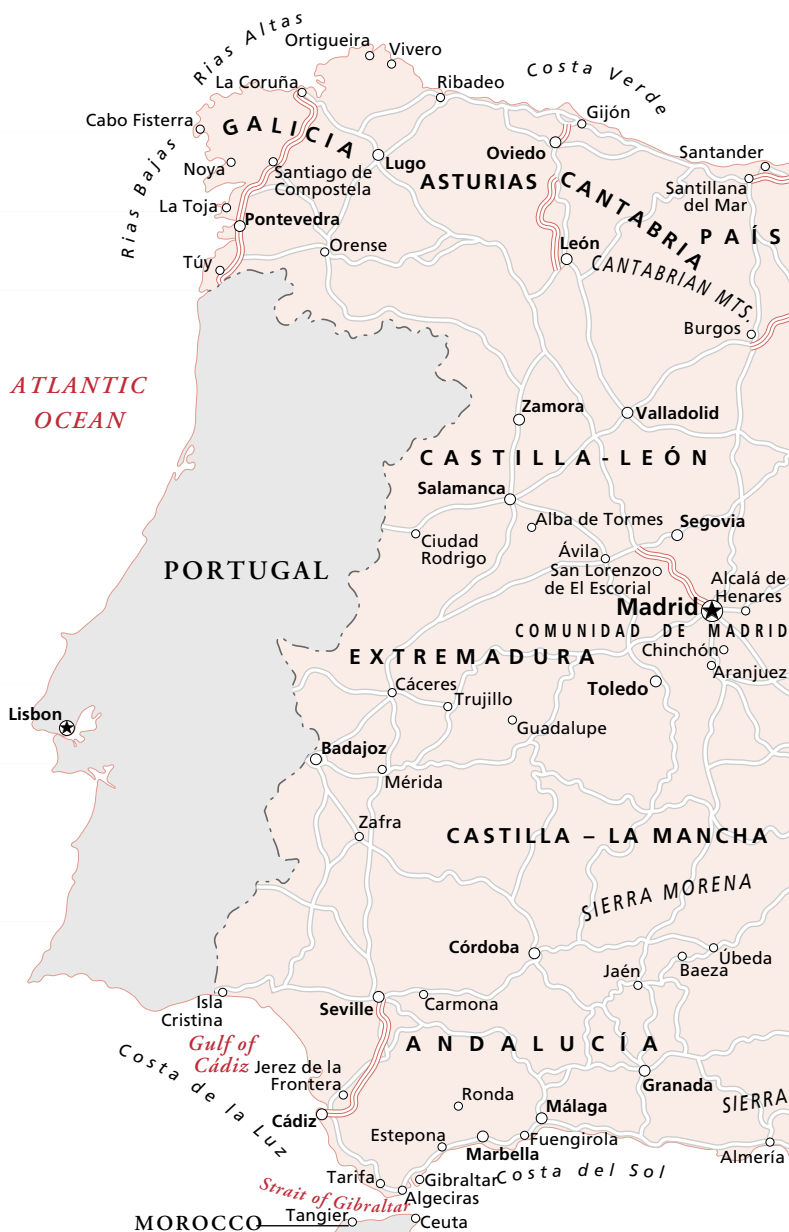 Rias Altas
Ortigueira
Vivero
Costa Verde
La Coruña
Ribadeo
Gijón
Cabo Fisterra
GALICIA
Rias Bajas
Noya
Santiago de
Compostela
Lugo
Oviedo
ASTURIAS
CANTABRIA
Santander
Santillana
del Mar
La Toja
Pontevedra
PAÍS
Orense
León
CANTABRIAN MTS.
Túy
Burgos
ATLANTIC
OCEAN
Zamora
Valladolid
CASTILLA-LEÓN
Salamanca
Alba de Tormes
Segovia
Ciudad
Rodrigo
Ávila
San Lorenzo
de El Escorial
Alcalá de
Henares
PORTUGAL
Madrid
COMUNIDAD DE MADRID
Chinchón
EXTREMADURA
Aranjuez
Cáceres
Toledo
Trujillo
Lisbon
Guadalupe
Badajoz
Mérida
Zafra
CASTILLA – LA MANCHA
SIERRA MORENA
Córdoba
Úbeda
Baeza
Jaén
Isla
Cristina
Seville
Carmona
Gulf of
Cádiz
ANDALUCÍA
Costa de la Luz
Jerez de la
Frontera
Granada
Ronda
SIERRA
Cádiz
Málaga
Estepona
Marbella
Fuengirola
Almería
Costa del Sol
Tarifa
Gibraltar
Algeciras
Strait of Gibraltar
MOROCCO
Tangier
Ceuta